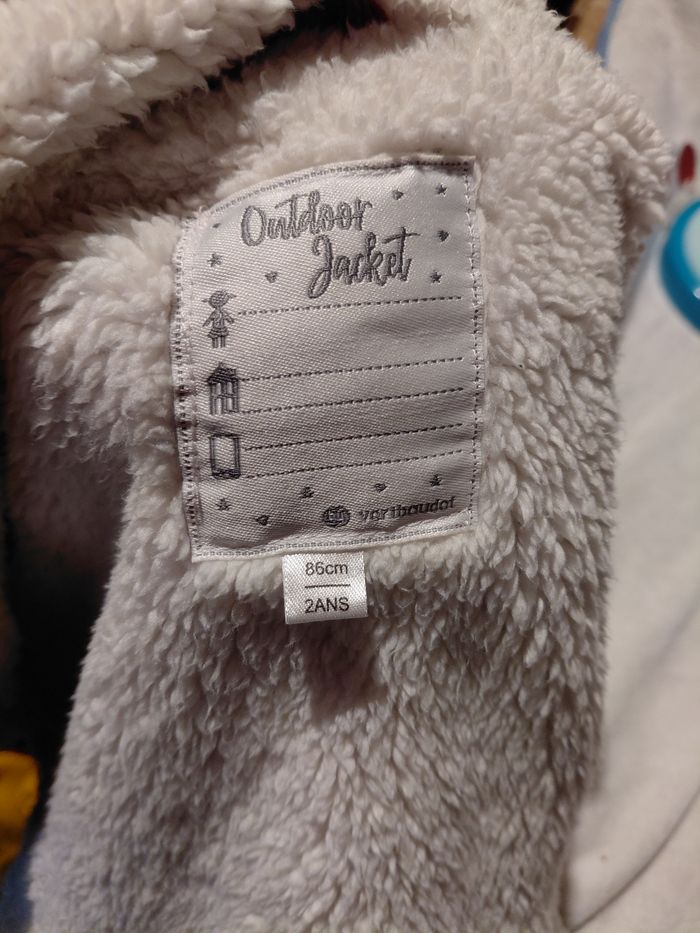 Outdoor
Jacket
vertbaudet
86cm
2ANS